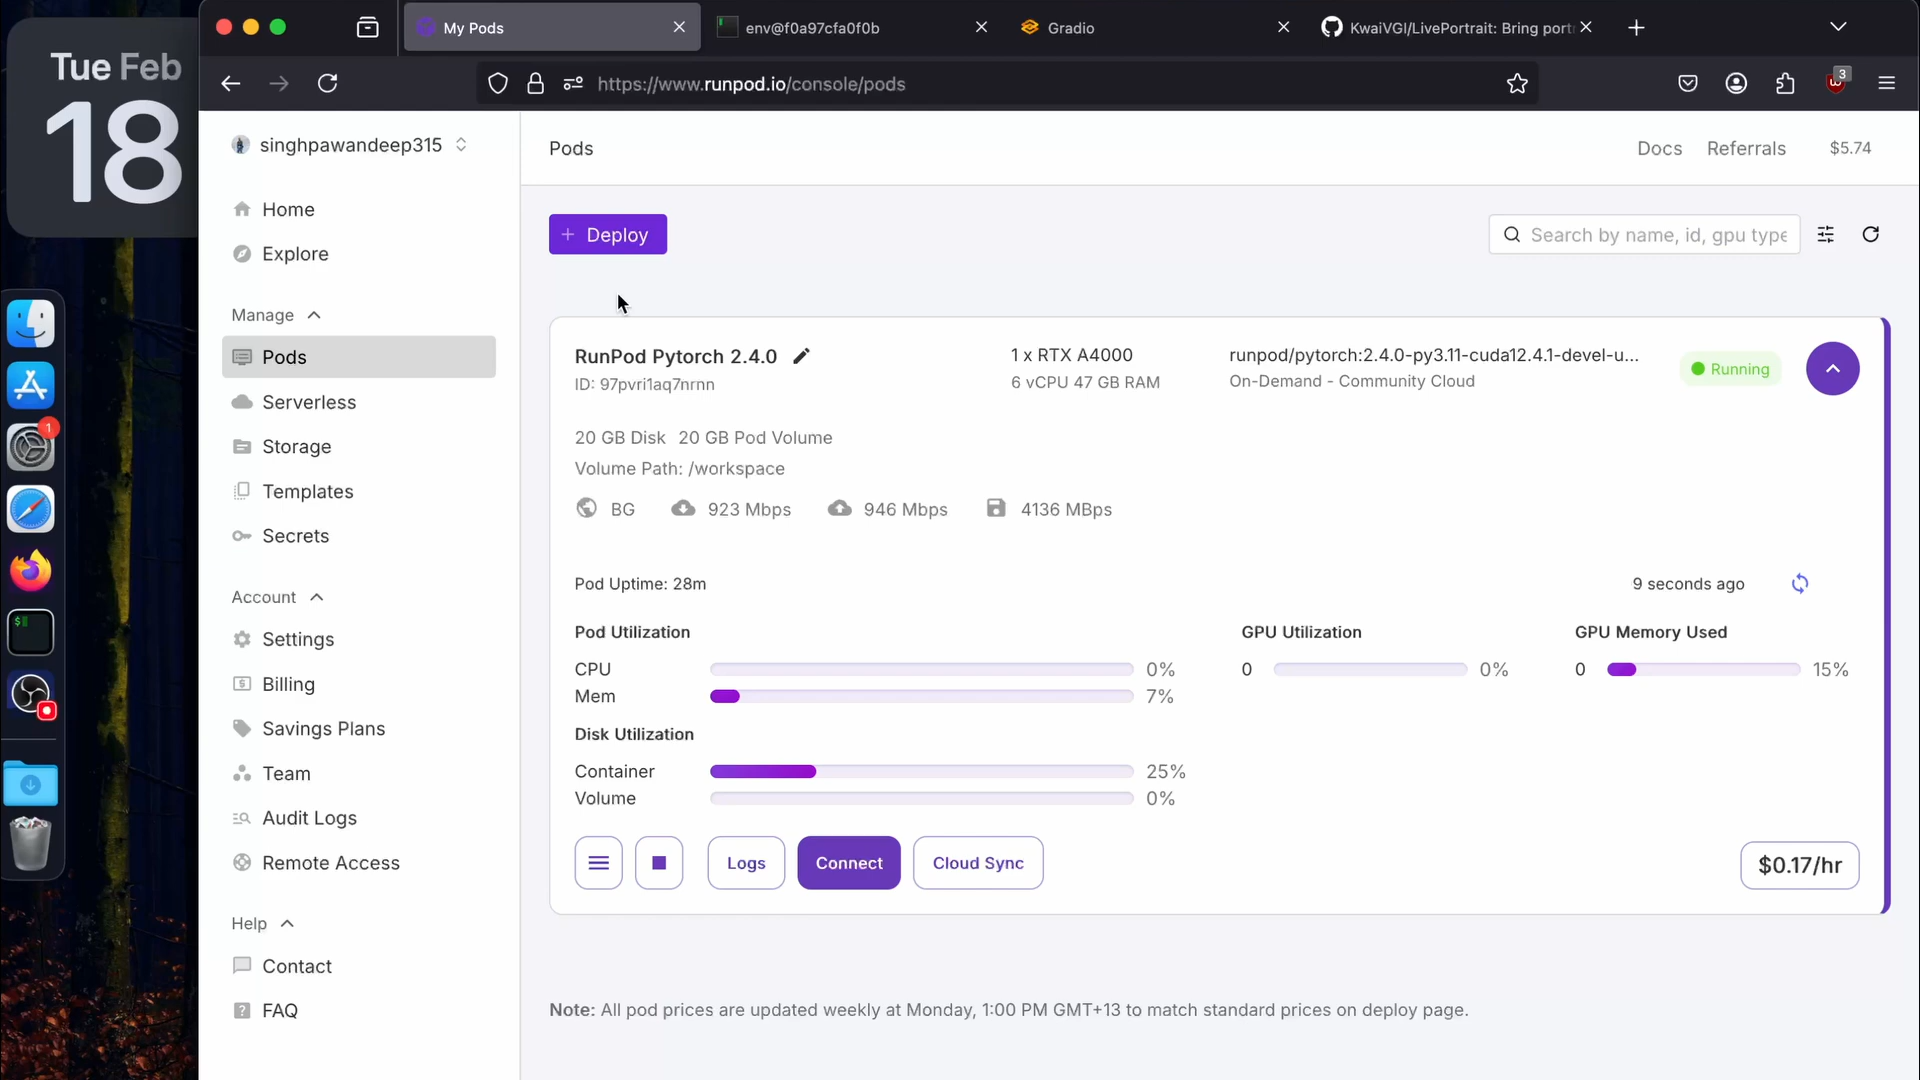 Tue Feb
18
My Pods
env@f0a97cfa0f0b
Gradio
KwaiVGI/LivePortrait: Bring port
https://www.runpod.io/console/pods
3
singhpawandeep315
Home
Explore
Manage
Pods
Serverless
Storage
Templates
Secrets
Account
Settings
Billing
Savings Plans
Team
Audit Logs
Remote Access
Help
Contact
FAQ
1
Pods
Docs
Referrals
$5.74
+ Deploy
Search by name, id, gpu type
RunPod Pytorch 2.4.0
ID: 97pvri1aq7nrnn
1 x RTX A4000
6 vCPU 47 GB RAM
runpod/pytorch:2.4.0-py3.11-cuda12.4.1-devel-u...
On-Demand - Community Cloud
Running
20 GB Disk 20 GB Pod Volume
Volume Path: /workspace
BG
923 Mbps
946 Mbps
4136 MBps
Pod Uptime: 28m
9 seconds ago
Pod Utilization
CPU 0%
Mem 7%
GPU Utilization
0 0%
GPU Memory Used
0 15%
Disk Utilization
Container 25%
Volume 0%
Logs
Connect
Cloud Sync
$0.17/hr
Note: All pod prices are updated weekly at Monday, 1:00 PM GMT+13 to match standard prices on deploy page.